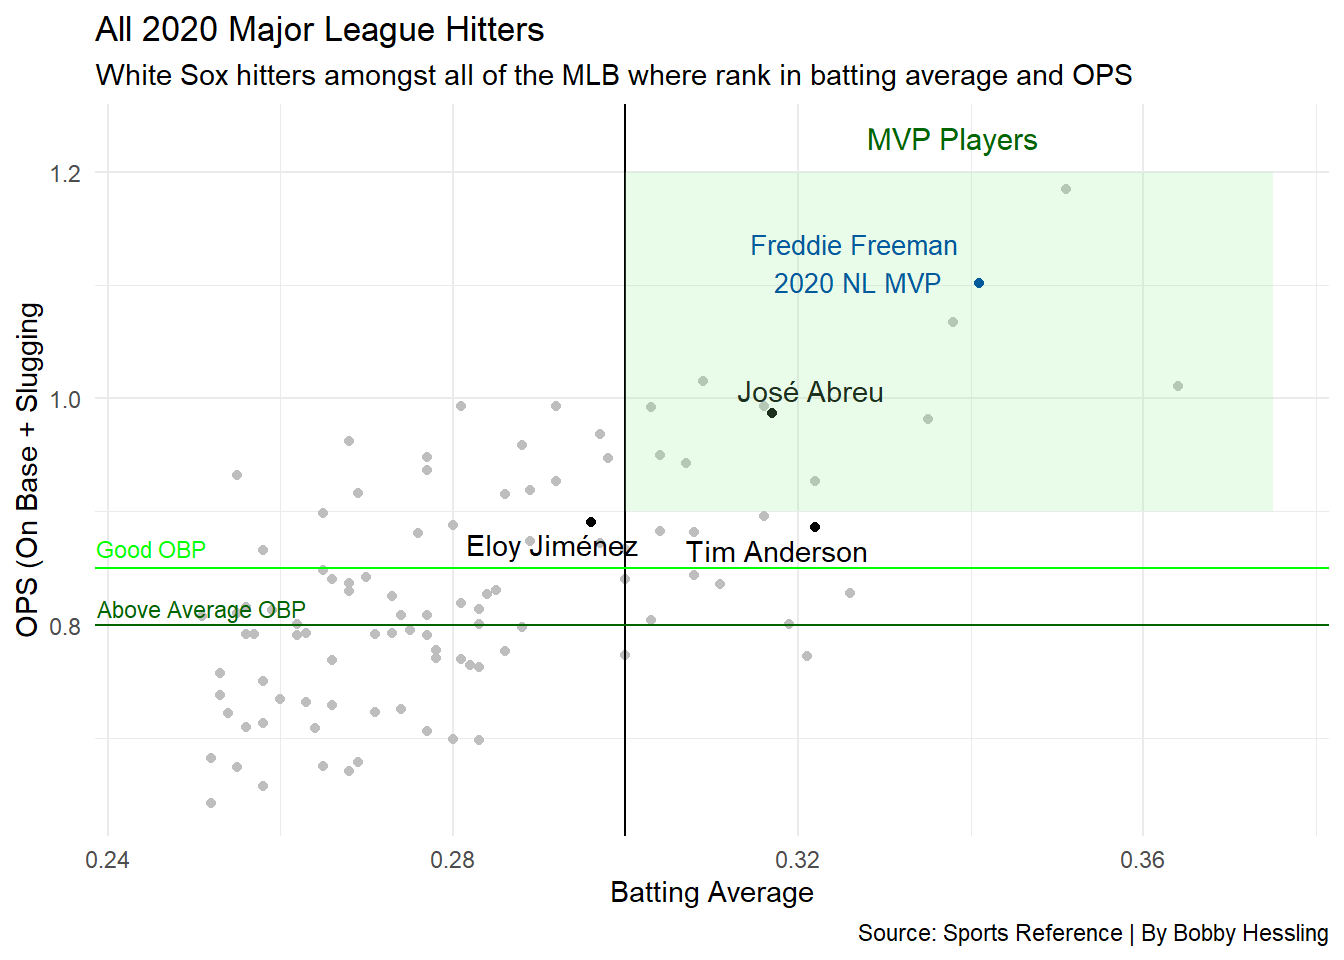 All 2020 Major League Hitters
White Sox hitters amongst all of the MLB where rank in batting average and OPS
MVP Players
1.2
Freddie Freeman
2020 NL MVP
José Abreu
1.0
OPS (On Base + Slugging
Eloy Jiménez
Tim Anderson
Good OBP
Above Average OBP
0.8
0.24
0.28
0.32
0.36
Batting Average
Source: Sports Reference | By Bobby Hessling